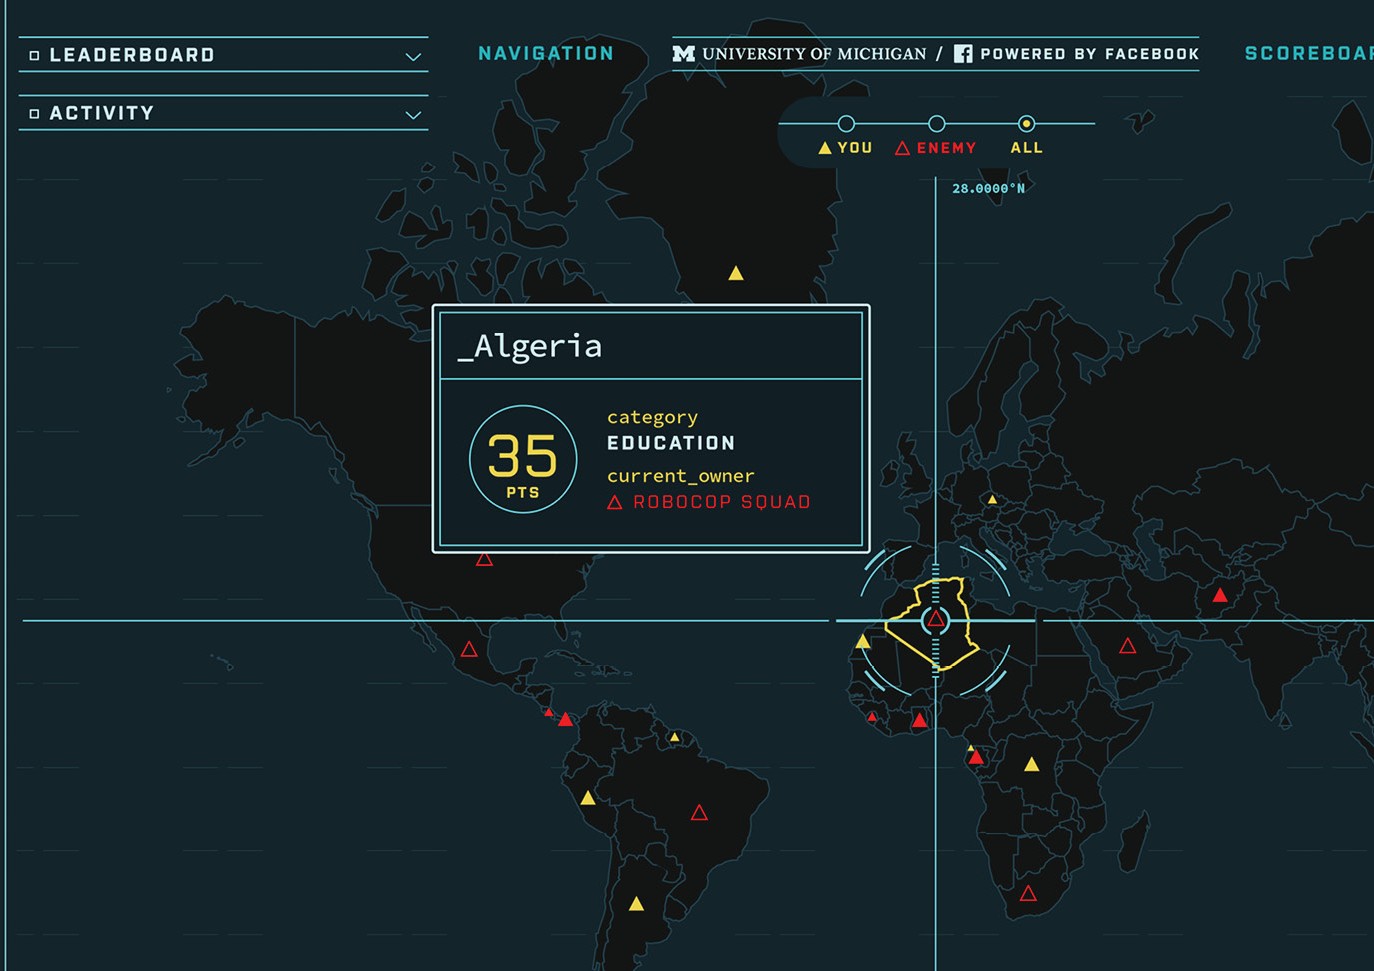 LEADERBOARD
NAVIGATION
UNIVERSITY OF MICHIGAN / POWERED BY FACEBOOK
ACTIVITY
YOU
ENEMY
ALL
28.0000°N
_Algeria
35
PTS
category
EDUCATION
current_owner
ROBOCOP SQUAD